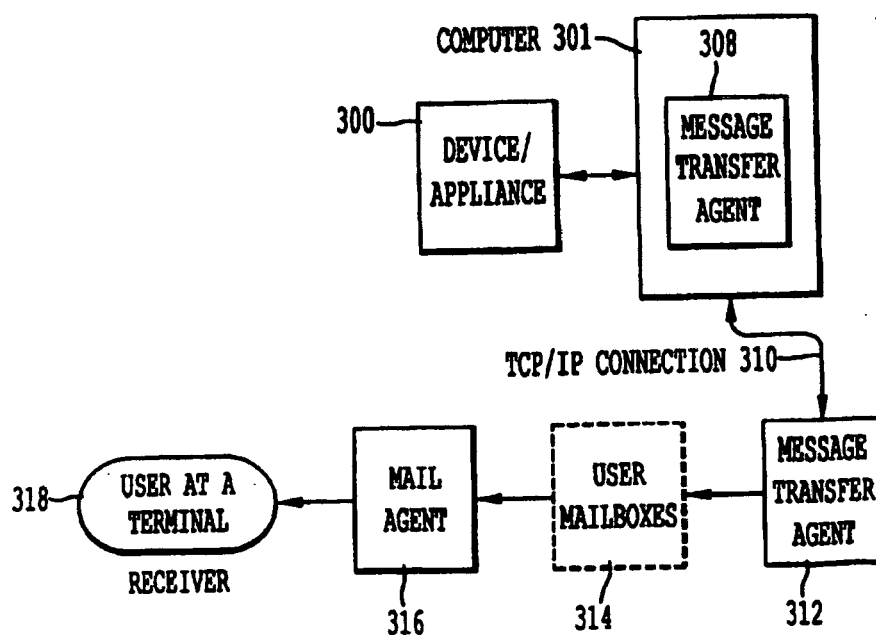 COMPUTER 301
308
300
DEVICE/
APPLIANCE
MESSAGE
TRANSFER
AGENT
TCP/IP CONNECTION 310
318
USER AT A
TERMINAL
RECEIVER
MAIL
AGENT
316
USER
MAILBOXES
314
MESSAGE
TRANSFER
AGENT
312